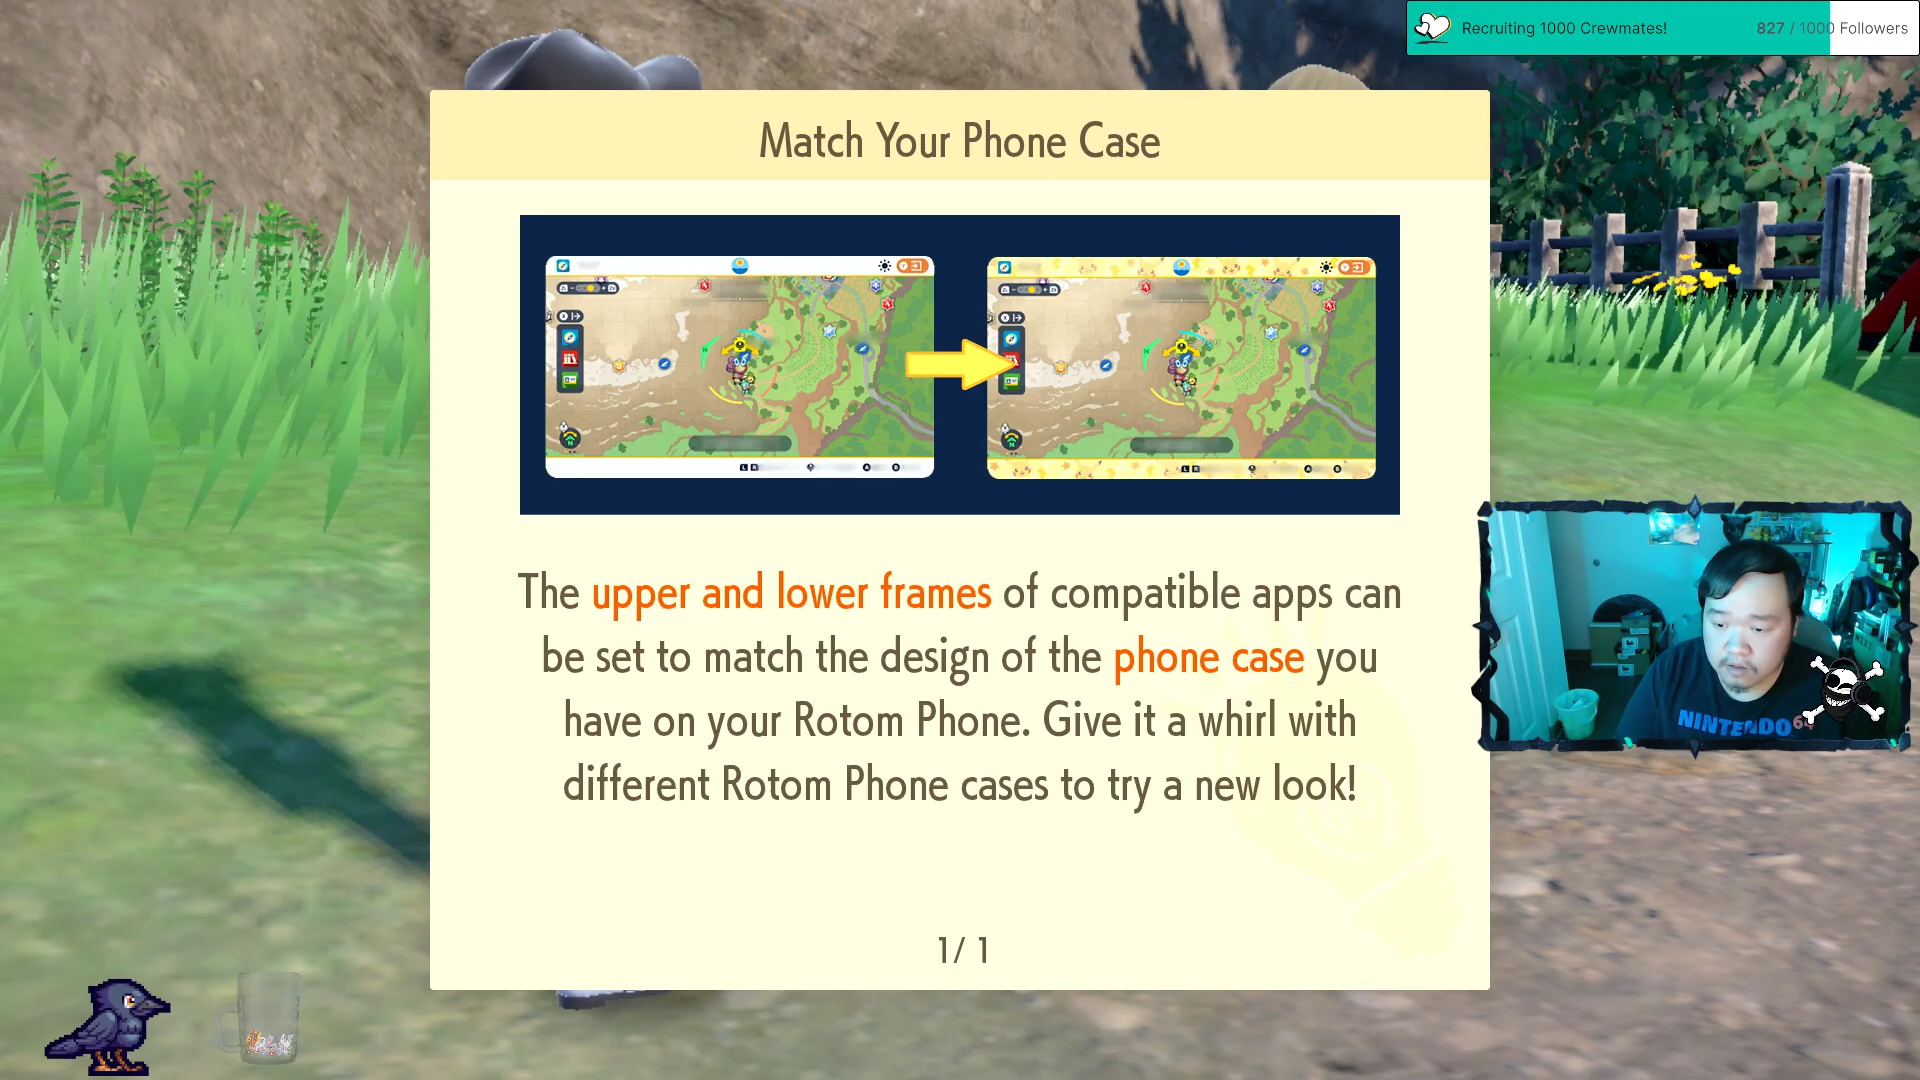 Recruiting 1000 Crewmates!
827 / 1000 Followers
Match Your Phone Case
The upper and lower frames of compatible apps can
be set to match the design of the phone case you
have on your Rotom Phone. Give it a whirl with
different Rotom Phone cases to try a new look!
1/ 1
NINTENDO 64